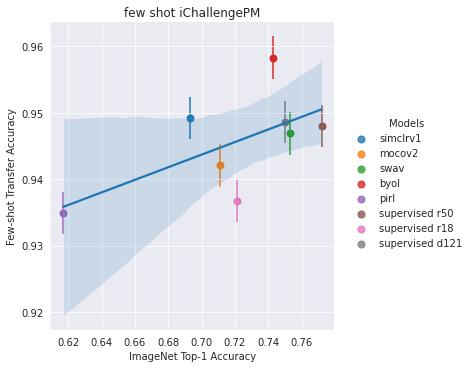 few shot iChallengePM
Few-shot Transfer Accuracy
0.96
0.95
0.94
0.93
0.92
0.62 0.64 0.66 0.68 0.70 0.72 0.74 0.76
ImageNet Top-1 Accuracy
Models
simclrv1
mocov2
swav
byol
pirl
supervised r50
supervised r18
supervised d121